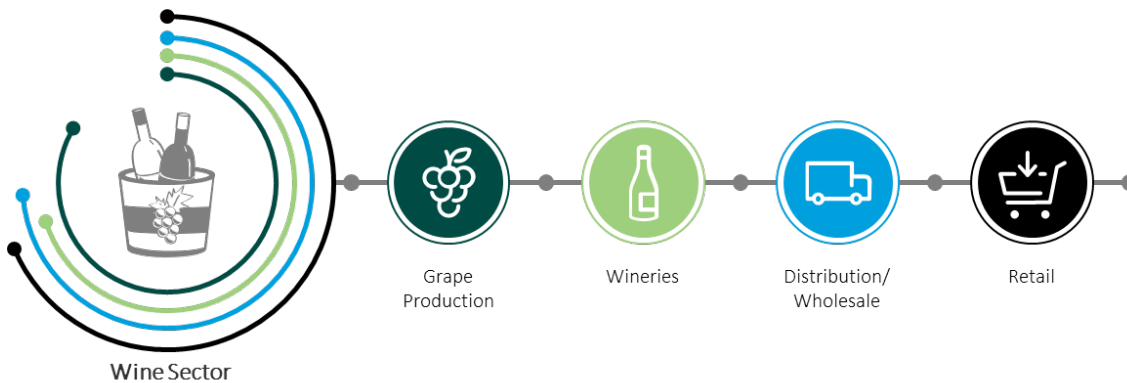 Grape
Production
Wineries
Distribution/
Wholesale
Retail
Wine Sector